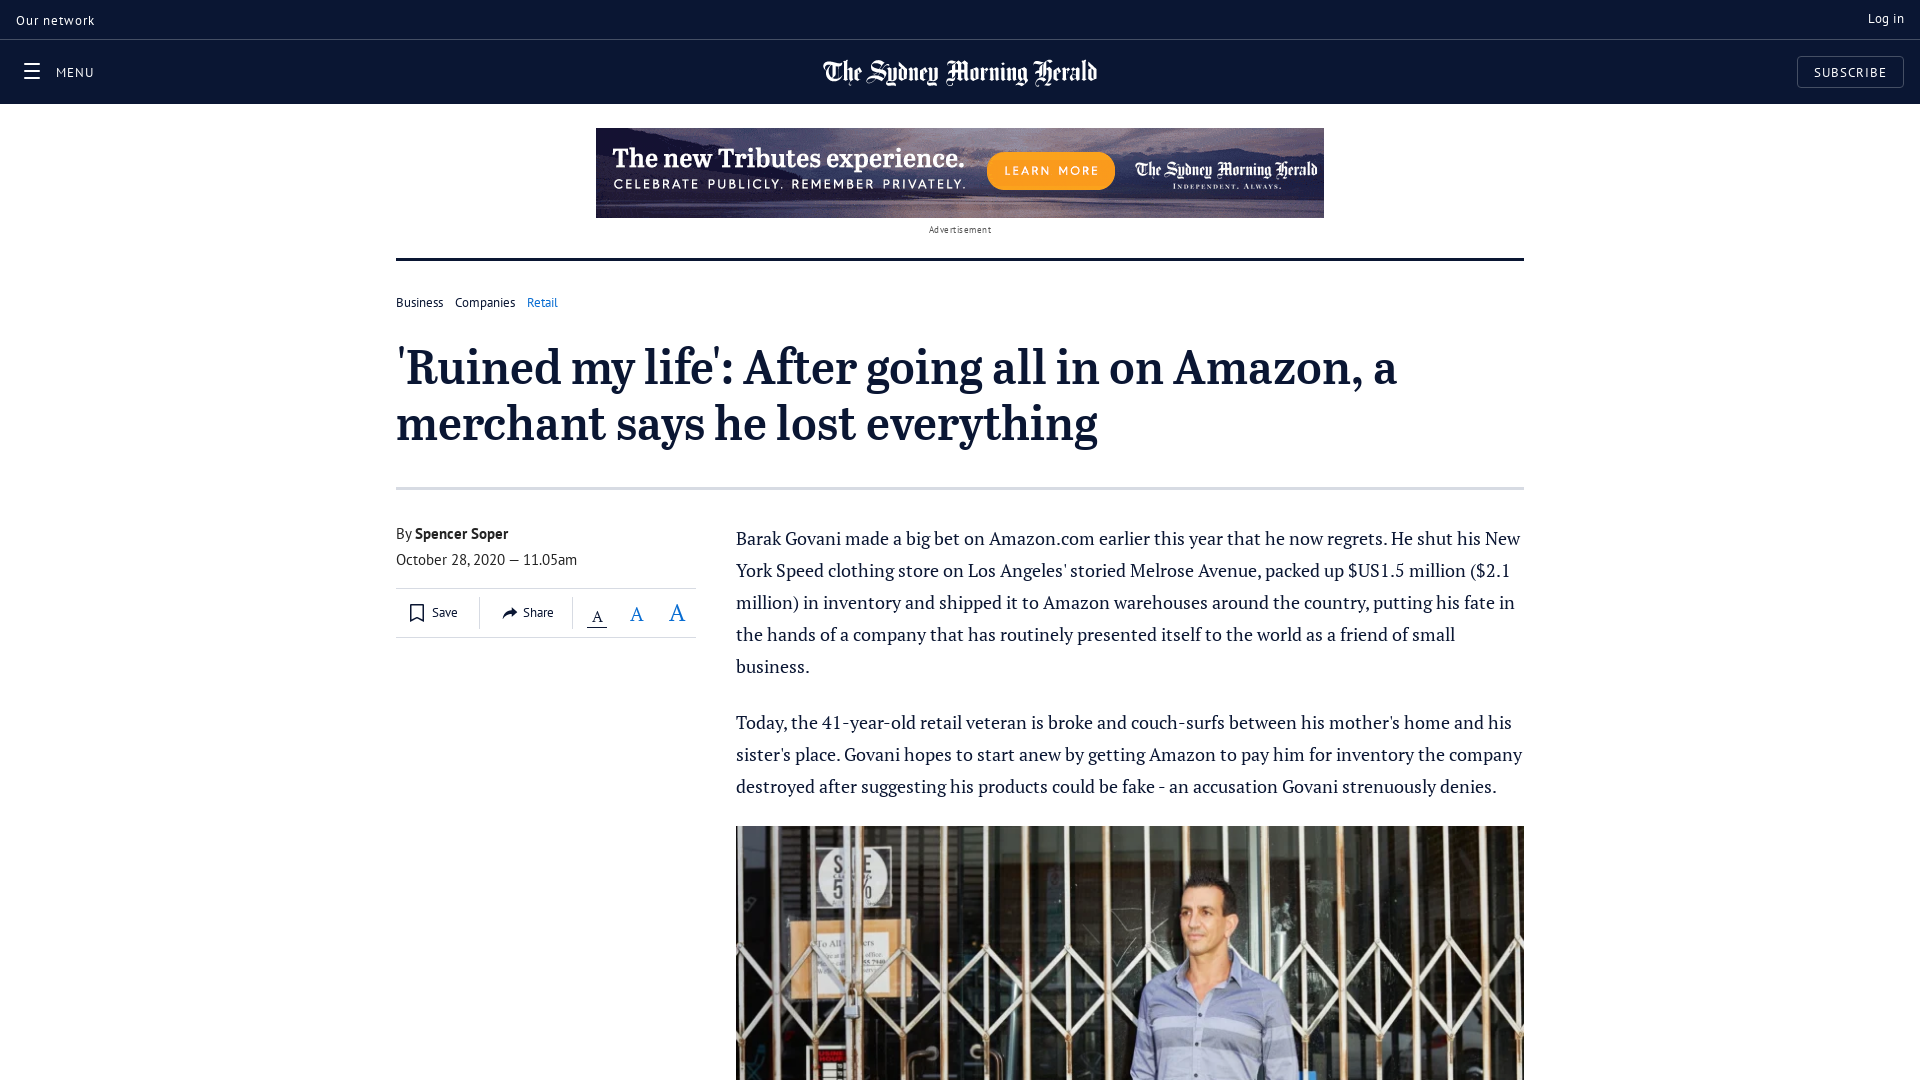 Our network
Log in
MENU
The Sydney Morning Herald
SUBSCRIBE
The new Tributes experience.
CELEBRATE PUBLICLY. REMEMBER PRIVATELY.
LEARN MORE
The Sydney Morning Herald
INDEPENDENT. ALWAYS.
Advertisement
Business Companies Retail
'Ruined my life': After going all in on Amazon, a
merchant says he lost everything
By Spencer Soper
October 28, 2020 — 11.05am
Save
Share
A A A
Barak Govani made a big bet on Amazon.com earlier this year that he now regrets. He shut his New
York Speed clothing store on Los Angeles' storied Melrose Avenue, packed up $US1.5 million ($2.1
million) in inventory and shipped it to Amazon warehouses around the country, putting his fate in
the hands of a company that has routinely presented itself to the world as a friend of small
business.
Today, the 41-year-old retail veteran is broke and couch-surfs between his mother's home and his
sister's place. Govani hopes to start anew by getting Amazon to pay him for inventory the company
destroyed after suggesting his products could be fake - an accusation Govani strenuously denies.
To All